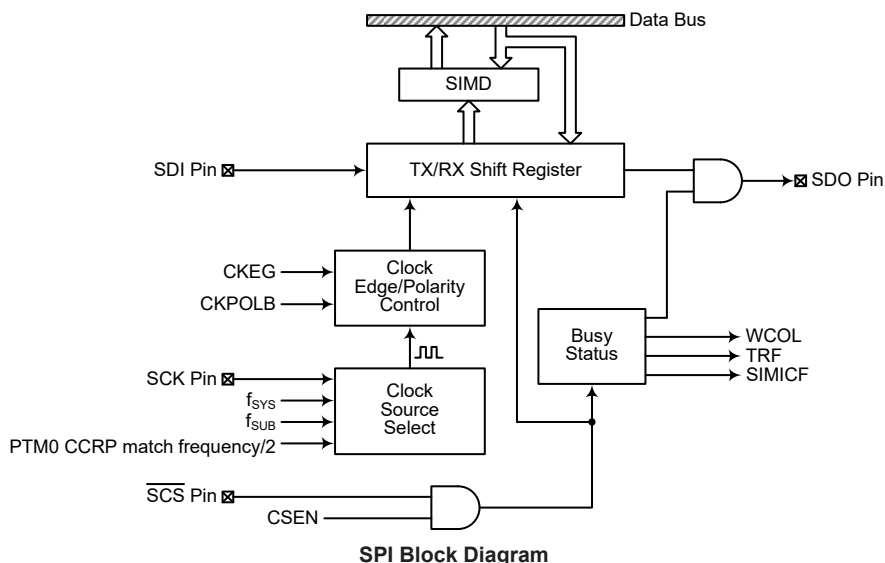 Data Bus
SIMD
SDI Pin
TX/RX Shift Register
SDO Pin
CKEG
CKPOLB
Clock
Edge/Polarity
Control
Busy
Status
WCOL
TRF
SIMICF
SCK Pin
fSYS
fSUB
PTM0 CCRP match frequency/2
Clock
Source
Select
SCS Pin
CSEN
SPI Block Diagram